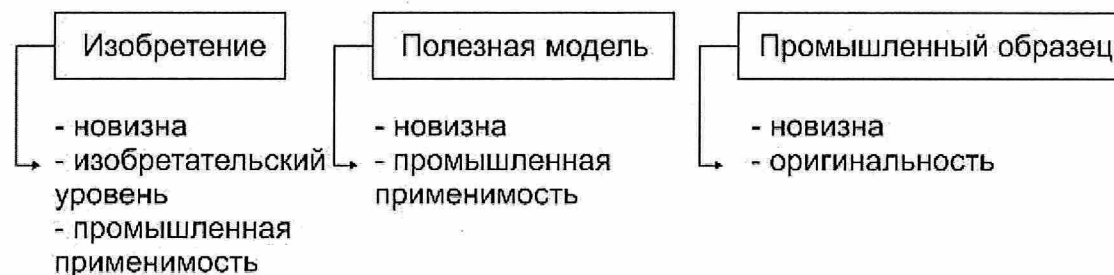 Изобретение
- новизна
- изобретательский
уровень
- промышленная
применимость
Полезная модель
- новизна
- промышленная
применимость
Промышленный образец
- новизна
- оригинальность